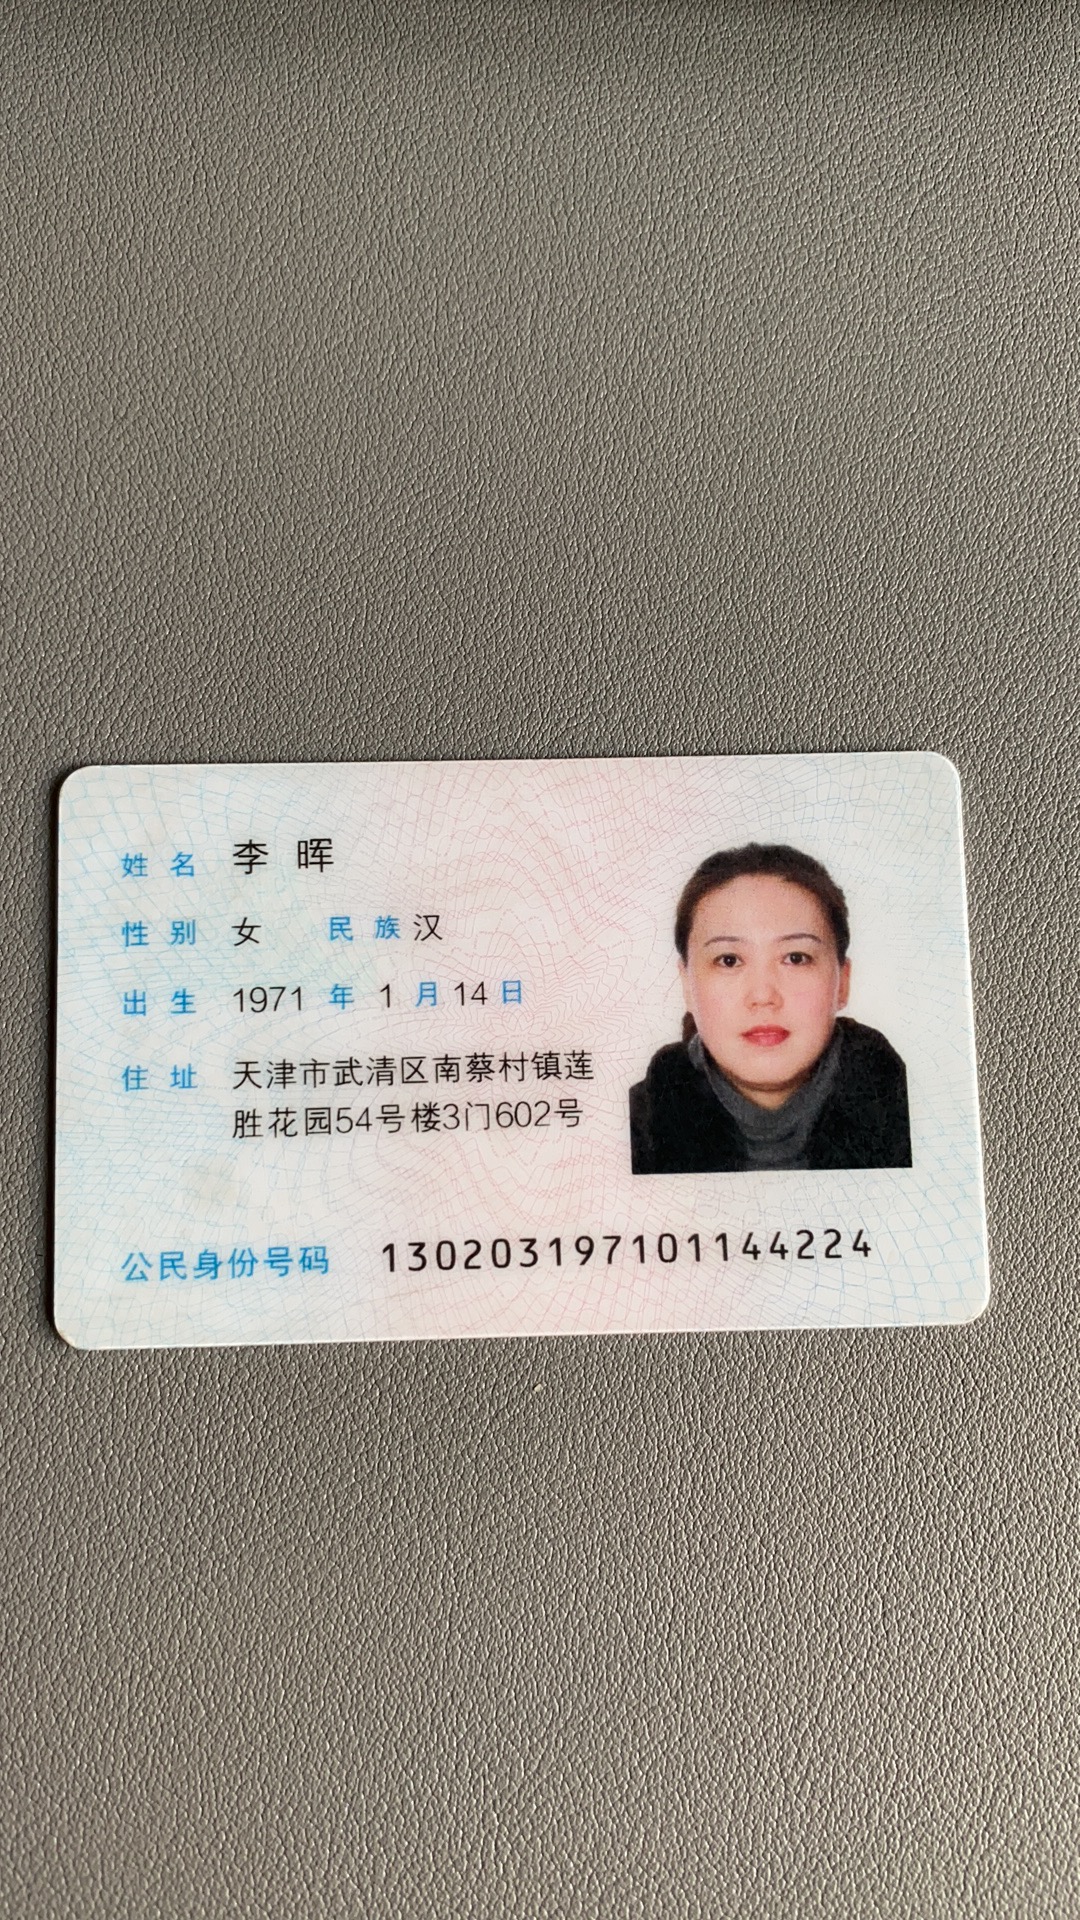 姓名 李晖
性别 女 民族 汉
出生 1971 年 1 月 14 日
住址 天津市武清区南蔡村镇莲
胜花园54号楼3门602号
公民身份号码 130203197101144224